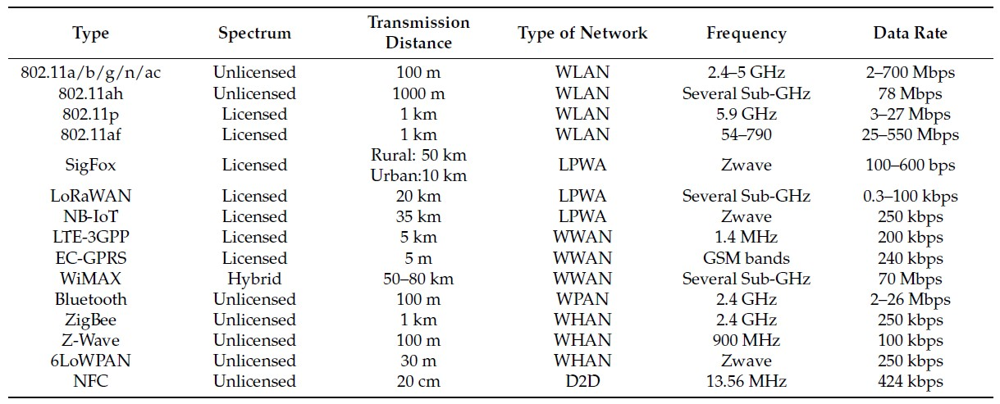 Type Spectrum Transmission Distance Type of Network Frequency Data Rate
802.11a/b/g/n/ac Unlicensed 100 m WLAN 2.4–5 GHz 2–700 Mbps
802.11ah Unlicensed 1000 m WLAN Several Sub-GHz 78 Mbps
802.11p Licensed 1 km WLAN 5.9 GHz 3–27 Mbps
802.11af Licensed 1 km WLAN 54–790 25–550 Mbps
SigFox Licensed Rural: 50 km Urban:10 km LPWA Zwave 100–600 bps
LoRaWAN Licensed 20 km LPWA Several Sub-GHz 0.3–100 kbps
NB-IoT Licensed 35 km LPWA Zwave 250 kbps
LTE-3GPP Licensed 5 km WWAN 1.4 MHz 200 kbps
EC-GPRS Licensed 5 m WWAN GSM bands 240 kbps
WiMAX Hybrid 50–80 km WWAN Several Sub-GHz 70 Mbps
Bluetooth Unlicensed 100 m WPAN 2.4 GHz 2–26 Mbps
ZigBee Unlicensed 1 km WHAN 2.4 GHz 250 kbps
Z-Wave Unlicensed 100 m WHAN 900 MHz 100 kbps
6LoWPAN Unlicensed 30 m WHAN Zwave 250 kbps
NFC Unlicensed 20 cm D2D 13.56 MHz 424 kbps